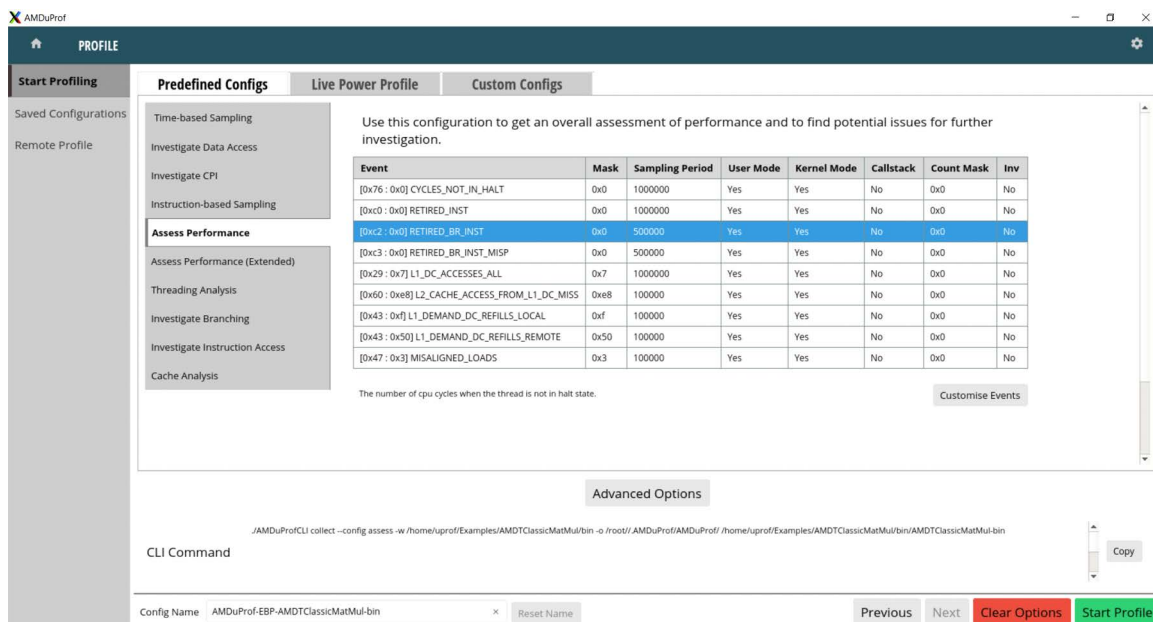 AMDuProf
PROFILE
Start Profiling
Saved Configurations
Remote Profile
Predefined Configs Live Power Profile Custom Configs
Time-based Sampling
Investigate Data Access
Investigate CPI
Instruction-based Sampling
Assess Performance
Assess Performance (Extended)
Threading Analysis
Investigate Branching
Investigate Instruction Access
Cache Analysis
Use this configuration to get an overall assessment of performance and to find potential issues for further
investigation.
Event Mask Sampling Period User Mode Kernel Mode Callstack Count Mask Inv
[0x76 : 0x0] CYCLES_NOT_IN_HALT 0x0 1000000 Yes Yes No 0x0 No
[0xc0 : 0x0] RETIRED_INST 0x0 1000000 Yes Yes No 0x0 No
[0xc2 : 0x0] RETIRED_BR_INST 0x0 500000 Yes Yes No 0x0 No
[0xc3 : 0x0] RETIRED_BR_INST_MISP 0x0 500000 Yes Yes No 0x0 No
[0x29 : 0x7] L1_DC_ACCESSES_ALL 0x7 1000000 Yes Yes No 0x0 No
[0x60 : 0xe8] L2_CACHE_ACCESS_FROM_L1_DC_MISS 0xe8 100000 Yes Yes No 0x0 No
[0x43 : 0xf] L1_DEMAND_DC_REFILLS_LOCAL 0xf 100000 Yes Yes No 0x0 No
[0x43 : 0x50] L1_DEMAND_DC_REFILLS_REMOTE 0x50 100000 Yes Yes No 0x0 No
[0x47 : 0x3] MISALIGNED_LOADS 0x3 100000 Yes Yes No 0x0 No
The number of cpu cycles when the thread is not in halt state.
Customise Events
Advanced Options
./AMDuProfCLI collect --config assess -w /home/uprof/Examples/AMDTClassicMatMul/bin -o /root//.AMDuProf/AMDuProf/ /home/uprof/Examples/AMDTClassicMatMul/bin/AMDTClassicMatMul-bin
CLI Command
Copy
Config Name AMDuProf-EBP-AMDTClassicMatMul-bin × Reset Name Previous Next Clear Options Start Profile